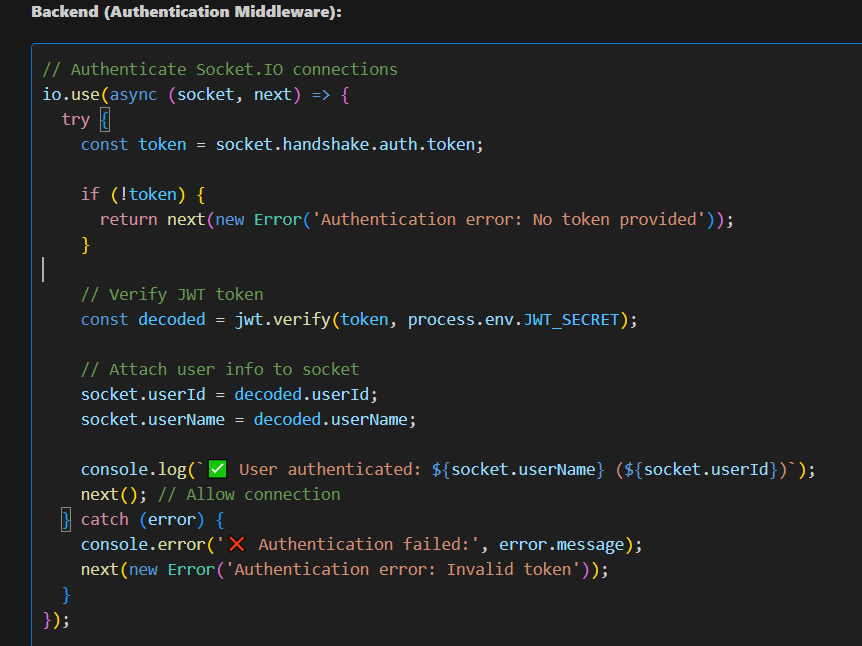 Backend (Authentication Middleware):
// Authenticate Socket.IO connections
io.use(async (socket, next) => {
  try {
    const token = socket.handshake.auth.token;
    if (!token) {
      return next(new Error('Authentication error: No token provided'));
    }
    // Verify JWT token
    const decoded = jwt.verify(token, process.env.JWT_SECRET);
    // Attach user info to socket
    socket.userId = decoded.userId;
    socket.userName = decoded.userName;
    console.log(`✅ User authenticated: ${socket.userName} (${socket.userId})`);
    next(); // Allow connection
  } catch (error) {
    console.error('❌ Authentication failed:', error.message);
    next(new Error('Authentication error: Invalid token'));
  }
});